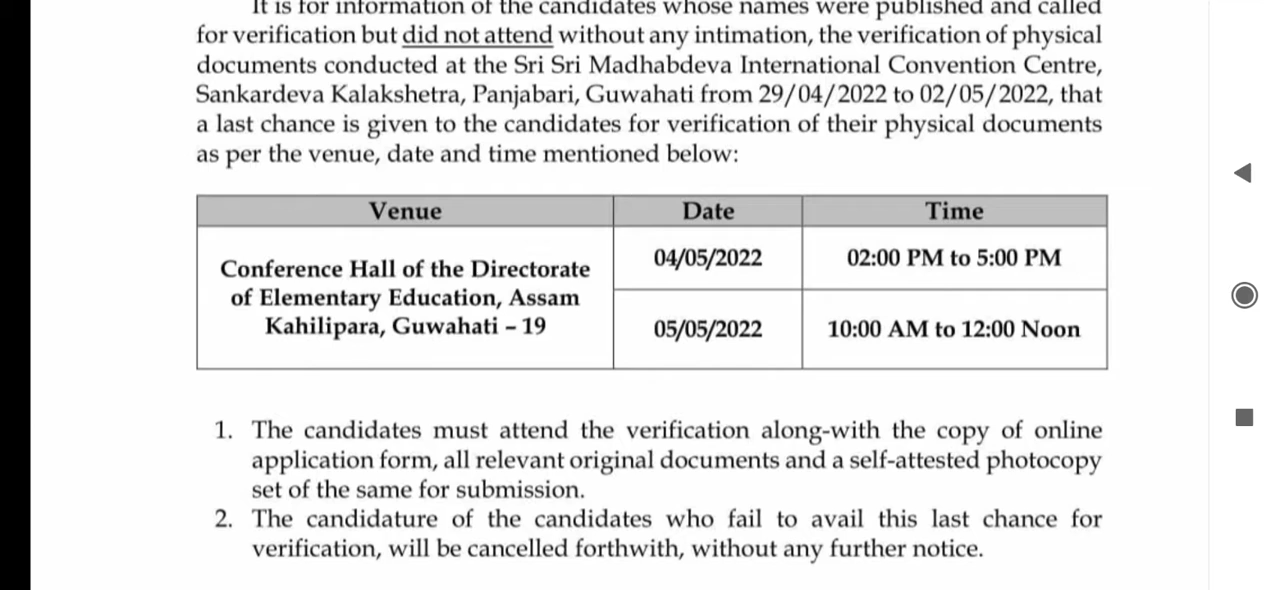 It is for information of the candidates whose names were published and called
for verification but did not attend without any intimation, the verification of physical
documents conducted at the Sri Sri Madhabdeva International Convention Centre,
Sankardeva Kalakshetra, Panjabari, Guwahati from 29/04/2022 to 02/05/2022, that
a last chance is given to the candidates for verification of their physical documents
as per the venue, date and time mentioned below:
Venue Date Time
Conference Hall of the Directorate
of Elementary Education, Assam
Kahilipara, Guwahati – 19
04/05/2022 02:00 PM to 5:00 PM
05/05/2022 10:00 AM to 12:00 Noon
1. The candidates must attend the verification along-with the copy of online
application form, all relevant original documents and a self-attested photocopy
set of the same for submission.
2. The candidature of the candidates who fail to avail this last chance for
verification, will be cancelled forthwith, without any further notice.